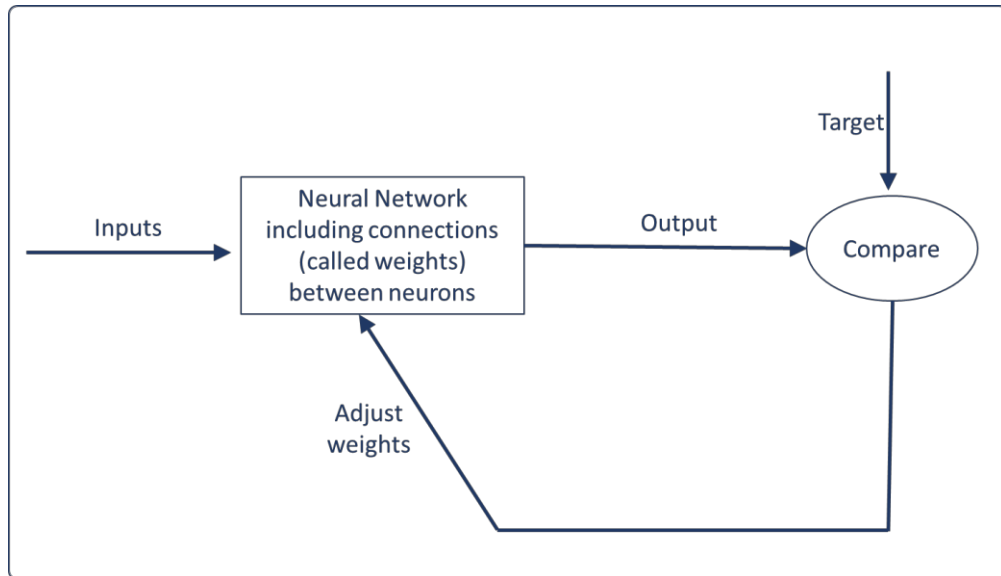 Target
Inputs
Neural Network
including connections
(called weights)
between neurons
Output
Compare
Adjust
weights